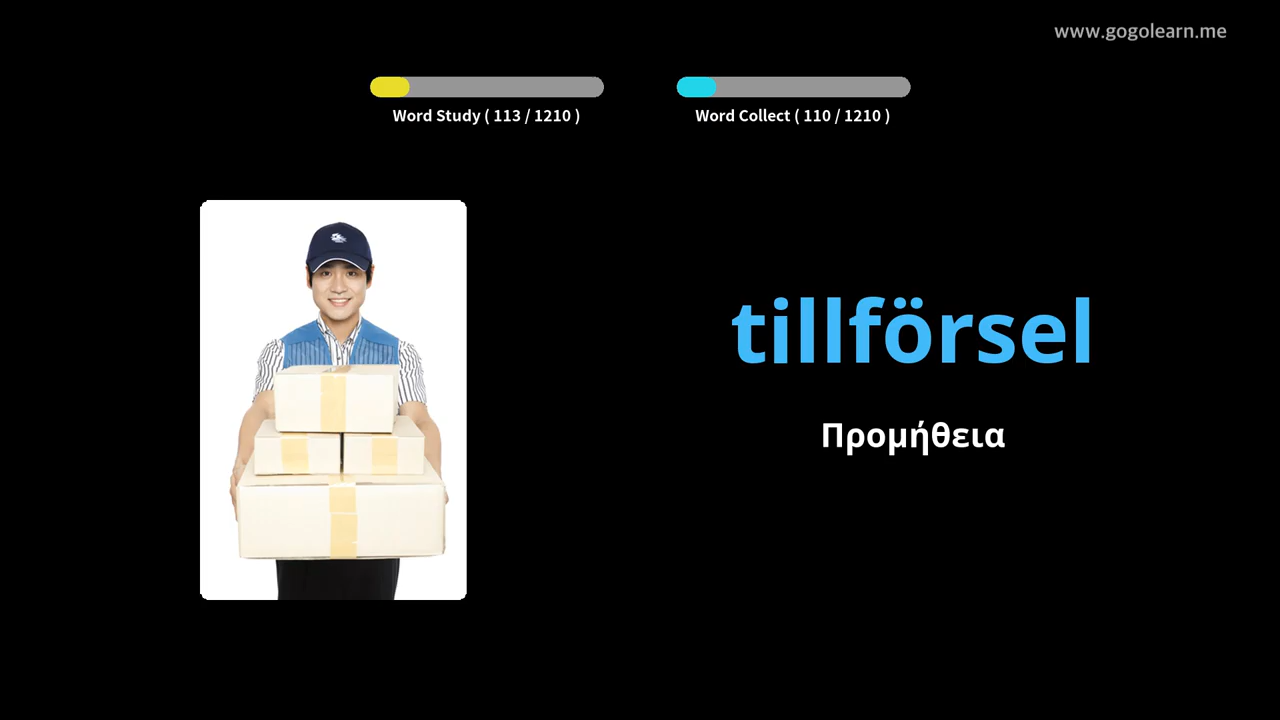 www.gogolearn.me
Word Study ( 113 / 1210 )
Word Collect ( 110 / 1210 )
tillförsel
Προμήθεια